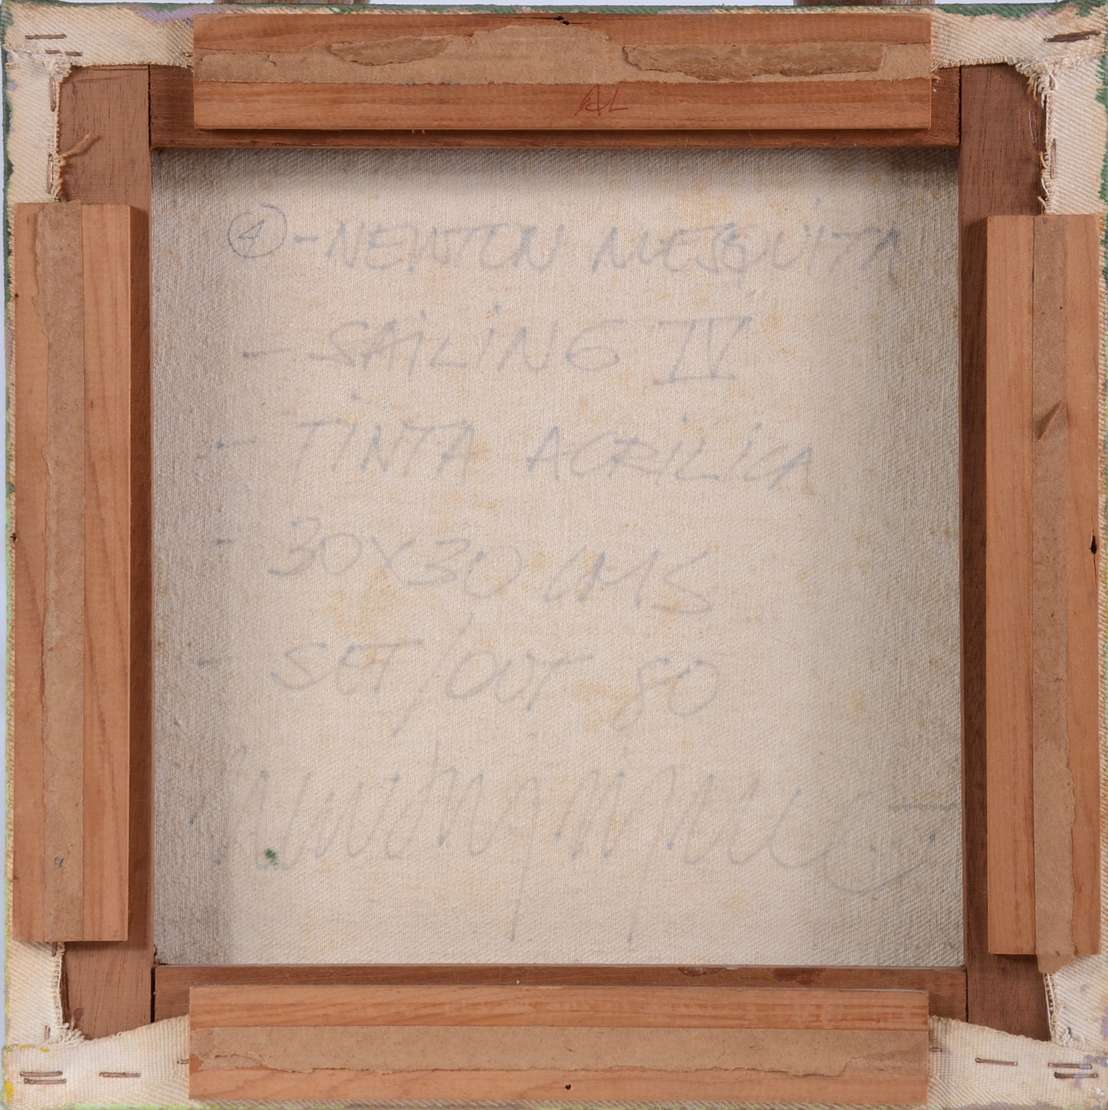 AL
④-NEWTON MESQUITA
- SAILING IV
- TINTA ACRILICA
- 30X30 CMS
- SET/OUT 80